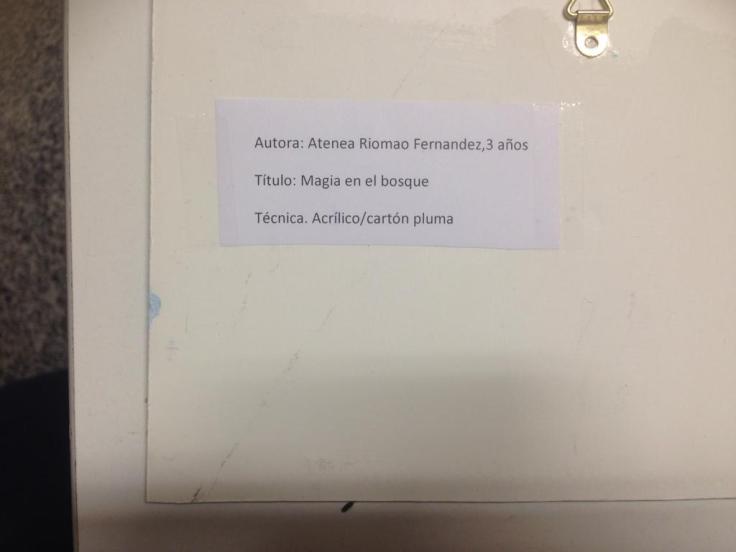 Autora: Atenea Riomao Fernandez,3 años
Título: Magia en el bosque
Técnica. Acrílico/cartón pluma